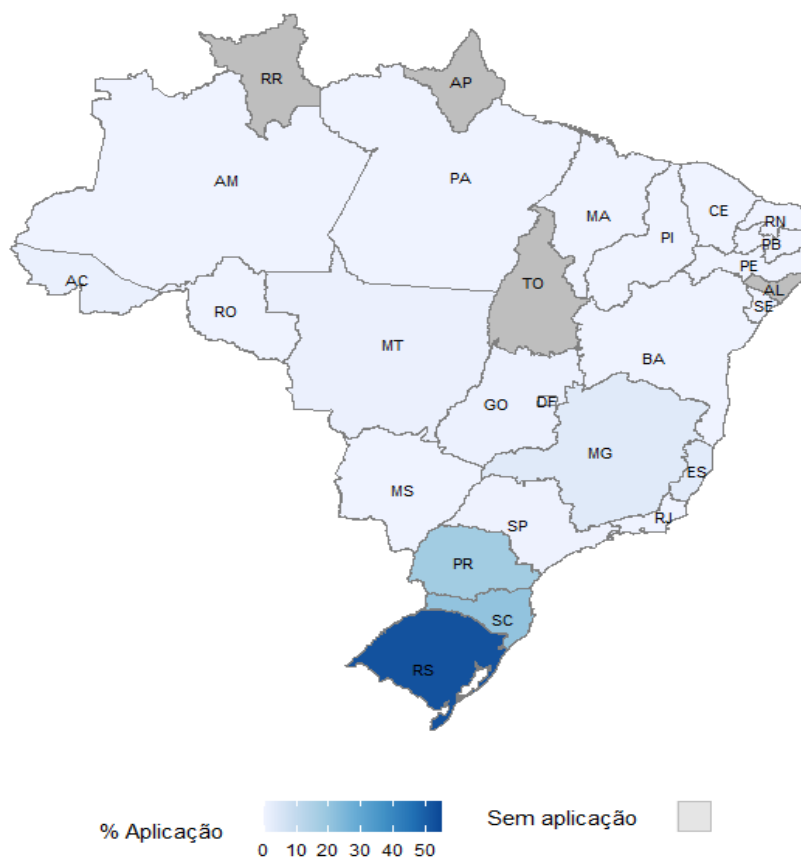 RR
AP
AM
PA
MA
CE
RN
PI
PB
PE
AC
TO
AL
RO
SE
MT
BA
GO
DF
MG
ES
MS
RJ
SP
PR
SC
RS
% Aplicação
0 10 20 30 40 50
Sem aplicação